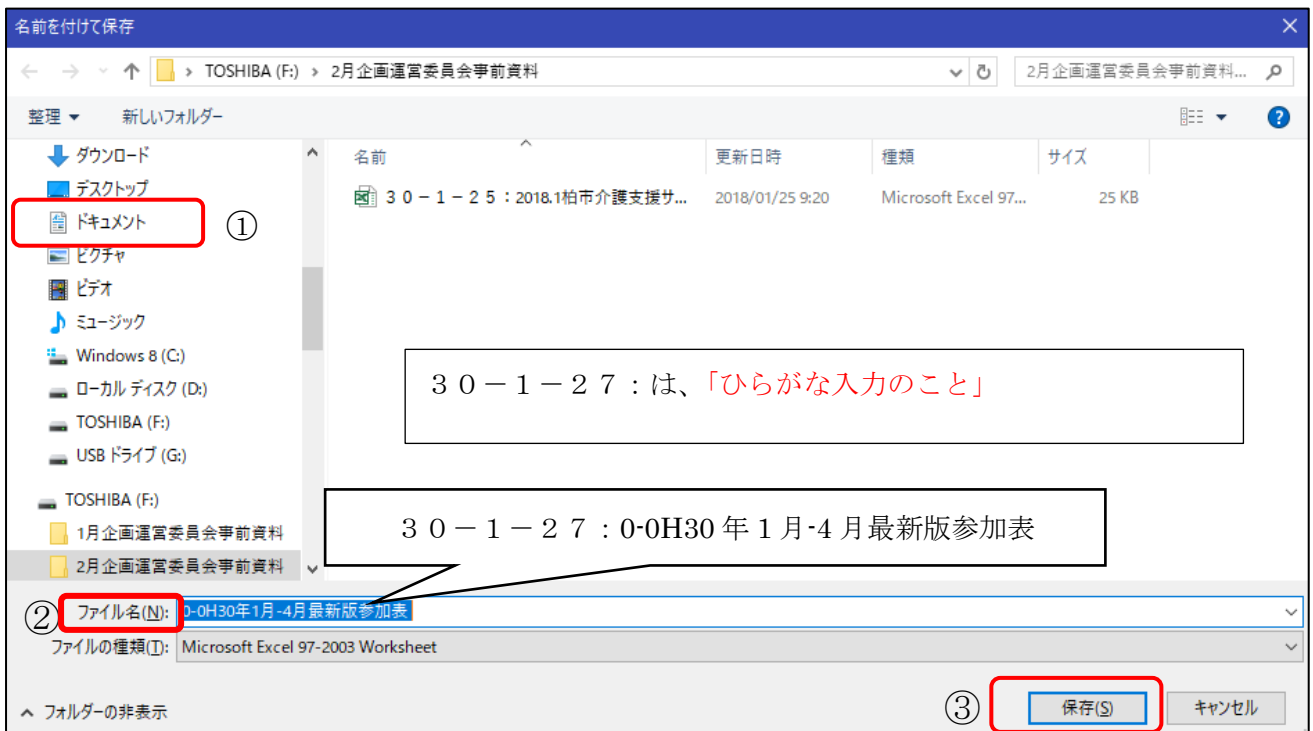 名前を付けて保存
TOSHIBA (F:) › 2月企画運営委員会事前資料
2月企画運営委員会事前資料...
整理
新しいフォルダー
名前
更新日時
種類
サイズ
ダウンロード
デスクトップ
ドキュメント
①
ピクチャ
ビデオ
ミュージック
Windows 8 (C:)
ローカル ディスク (D:)
TOSHIBA (F:)
USB ドライブ (G:)
TOSHIBA (F:)
1月企画運営委員会事前資料
2月企画運営委員会事前資料
３０－１－２５：2018.1柏市介護支援サ...
2018/01/25 9:20
Microsoft Excel 97...
25 KB
３０－１－２７：は、「ひらがな入力のこと」
３０－１－２７：0-0H30年１月-4月最新版参加表
②
ファイル名(N):
0-0H30年1月-4月最新版参加表
ファイルの種類(T):
Microsoft Excel 97-2003 Worksheet
フォルダーの非表示
③
保存(S)
キャンセル